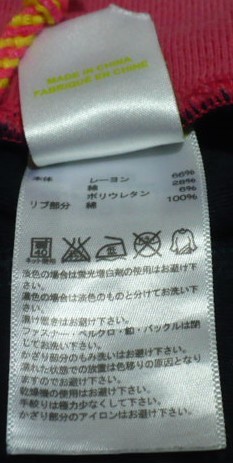 MADE IN CHINA
FABRIQUÉ EN CHINE
本体 レーヨン 66%
綿 28%
ポリウレタン 6%
リブ部分 綿 100%
淡色の場合は蛍光増白剤の使用はお避け下さい。
濃色の場合は淡色のものと分けてお洗い下さい。
漬け置きはお避け下さい。
ファスナー・ベルクロ・釦・バックルは閉じてお洗い下さい。
かざり部分のもみ洗いはお避け下さい。
濡れた状態での放置は色移りの原因となりますのでお避け下さい。
乾燥機の使用はお避け下さい。
手絞りは極力少なくして下さい。
かざり部分のアイロンはお避け下さい。